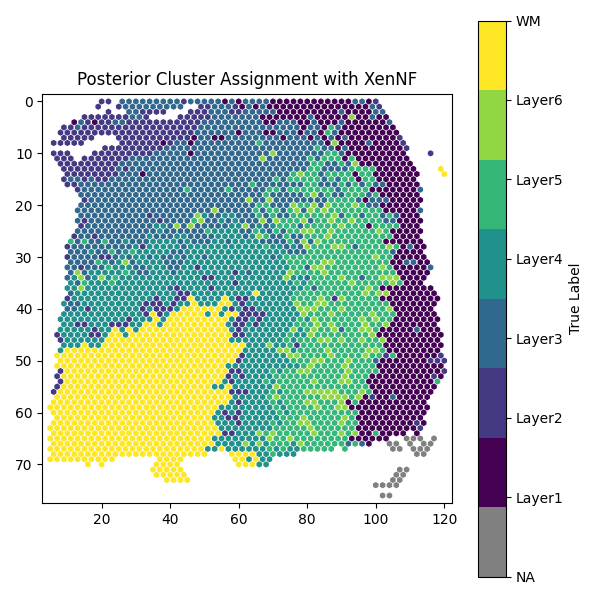 Posterior Cluster Assignment with XenNF
0
10
20
30
40
50
60
70
20
40
60
80
100
120
WM
Layer6
Layer5
Layer4
Layer3
Layer2
Layer1
NA
True Label